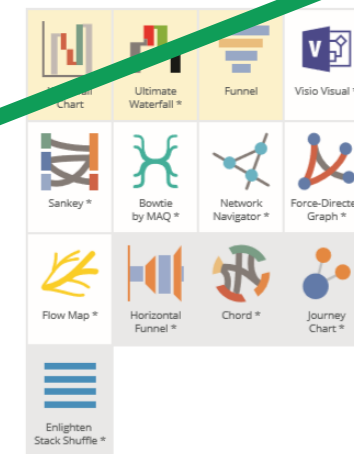 Chart
Ultimate
Waterfall *
Funnel
V
Visio Visual *
Sankey *
Bowtie
by MAQ *
Network
Navigator *
Force-Directe
Graph *
Flow Map *
Horizontal
Funnel *
Chord *
Journey
Chart *
Enlighten
Stack Shuffle *